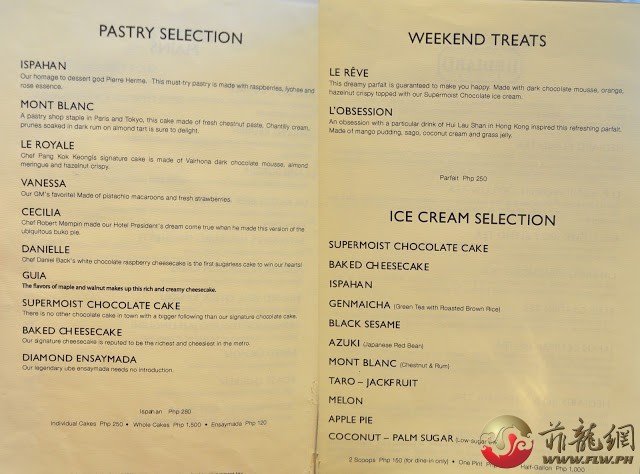 PASTRY SELECTION
ISPAHAN
Our homage to dessert god Pierre Herme. This must-try pastry is made with raspberries, lychee and
rose essence.
MONT BLANC
A pastry shop staple in Paris and Tokyo, this cake made of fresh chestnut paste, Chantilly cream,
prunes soaked in dark rum on almond tart is sure to delight.
LE ROYALE
Chef Pang Kok Keong's signature cake is made of Valrhona dark chocolate mousse, almond
meringue and hazelnut crispy.
VANESSA
Our GM's favorite! Made of pistachio macaroons and fresh strawberries.
CECILIA
Chef Robert Mempin made our Hotel President's dream come true when he made this version of the
ubiquitous buko pie.
DANIELLE
Chef Daniel Back's white chocolate raspberry cheesecake is the first sugarless cake to win our hearts!
GUIA
The flavors of maple and walnut makes up this rich and creamy cheesecake.
SUPERMOIST CHOCOLATE CAKE
There is no other chocolate cake in town with a bigger following than our signature chocolate cake.
BAKED CHEESECAKE
Our signature cheesecake is reputed to be the richest and cheesiest in the metro.
DIAMOND ENSAYMADA
Our legendary ube ensaymada needs no introduction.
Ispahan Php 280
Individual Cakes Php 250 • Whole Cakes Php 1,500 • Ensaymada Php 120
WEEKEND TREATS
LE RÊVE
This dreamy parfait is guaranteed to make you happy. Made with dark chocolate mousse, orange,
hazelnut crispy topped with our Supermoist Chocolate ice cream.
L'OBSESSION
An obsession with a particular drink of Hui Lau Shan in Hong Kong inspired this refreshing parfait.
Made of mango pudding, sago, coconut cream and grass jelly.
Parfait Php 250
ICE CREAM SELECTION
SUPERMOIST CHOCOLATE CAKE
BAKED CHEESECAKE
ISPAHAN
GENMAICHA (Green Tea with Roasted Brown Rice)
BLACK SESAME
AZUKI (Japanese Red Bean)
MONT BLANC (Chestnut & Rum)
TARO – JACKFRUIT
MELON
APPLE PIE
COCONUT – PALM SUGAR (Low-sugar
2 Scoops Php 150 (for dine-in only) • One Pint Php Half-Gallon Php 1,000
菲龍網
WWW.FLW.PH